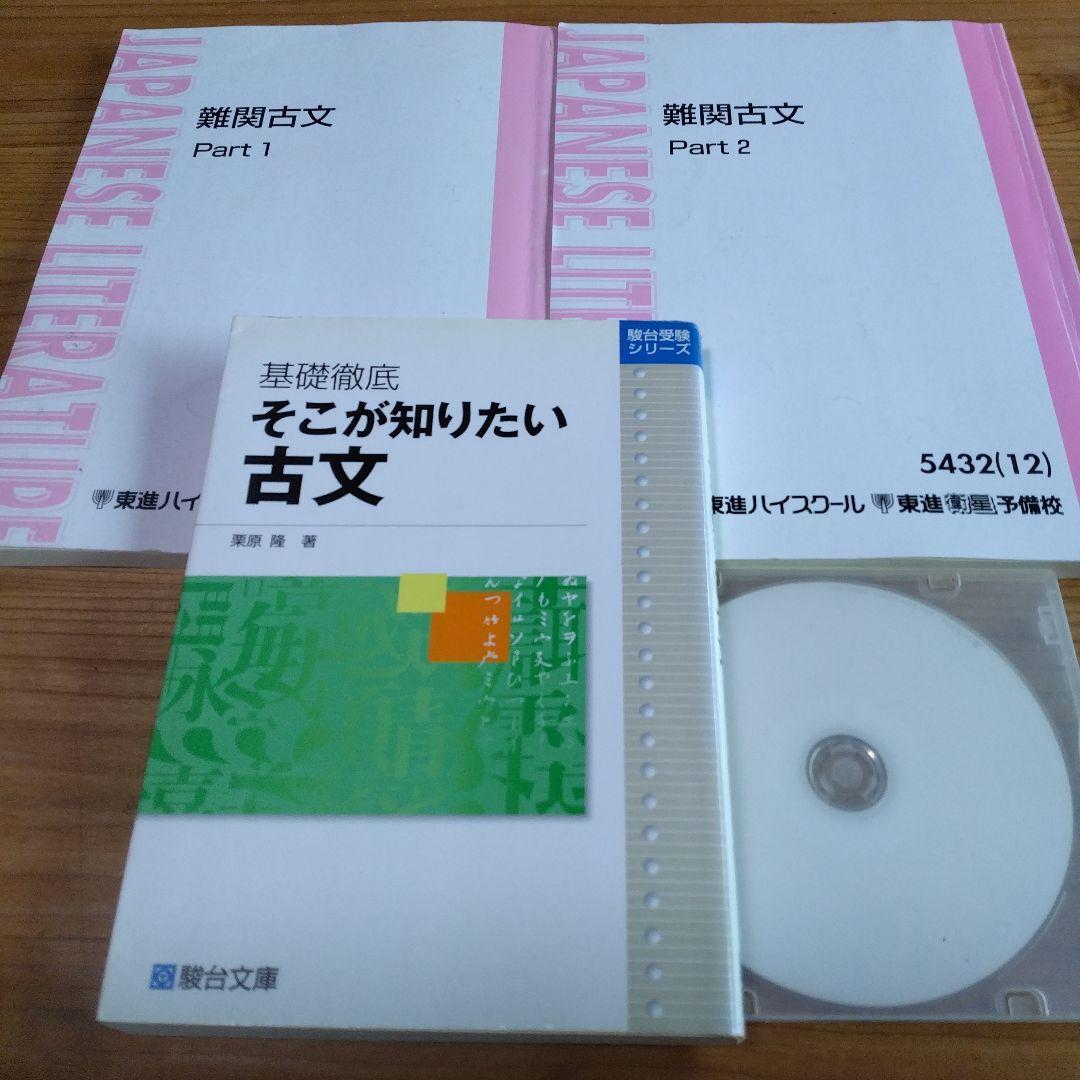 JAPANESE LITERATURE
難関古文
Part 1
東進ハイ
JAPANESE LITE
難関古文
Part 2
5432(12)
東進ハイスクール 東進衛星予備校
駿台受験
シリーズ
基礎徹底
そこが知りたい
古文
栗原 隆 著
駿台文庫